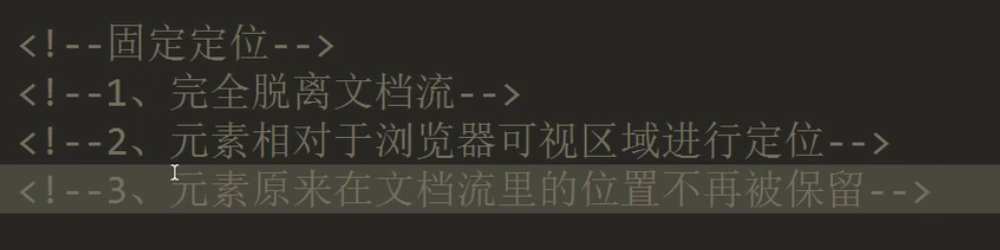 <!--固定定位-->
<!--1、完全脱离文档流-->
<!--2、元素相对于浏览器可视区域进行定位-->
<!--3、元素原来在文档流里的位置不再被保留-->